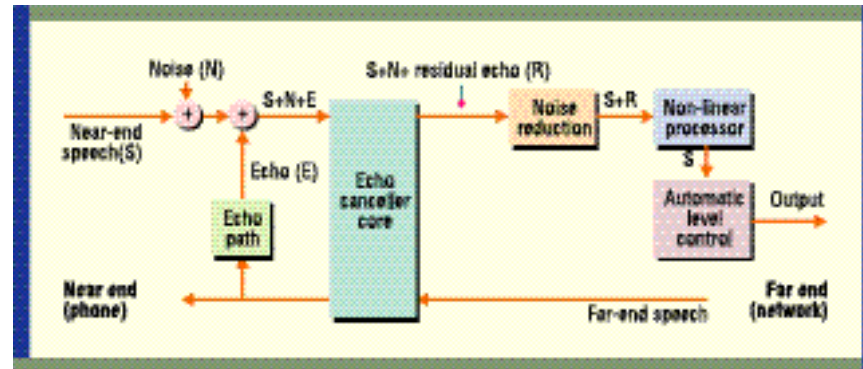 Noise (N)
S+N+ residual echo (R)
S+N+E
+
+
Near-end
speech(S)
Echo (E)
Echo
path
Echo
canceller
core
Noise
reduction
S+R
Non-linear
processor
S
Automatic
level
control
Output
Near end
(phone)
Far-end speech
Far end
(network)